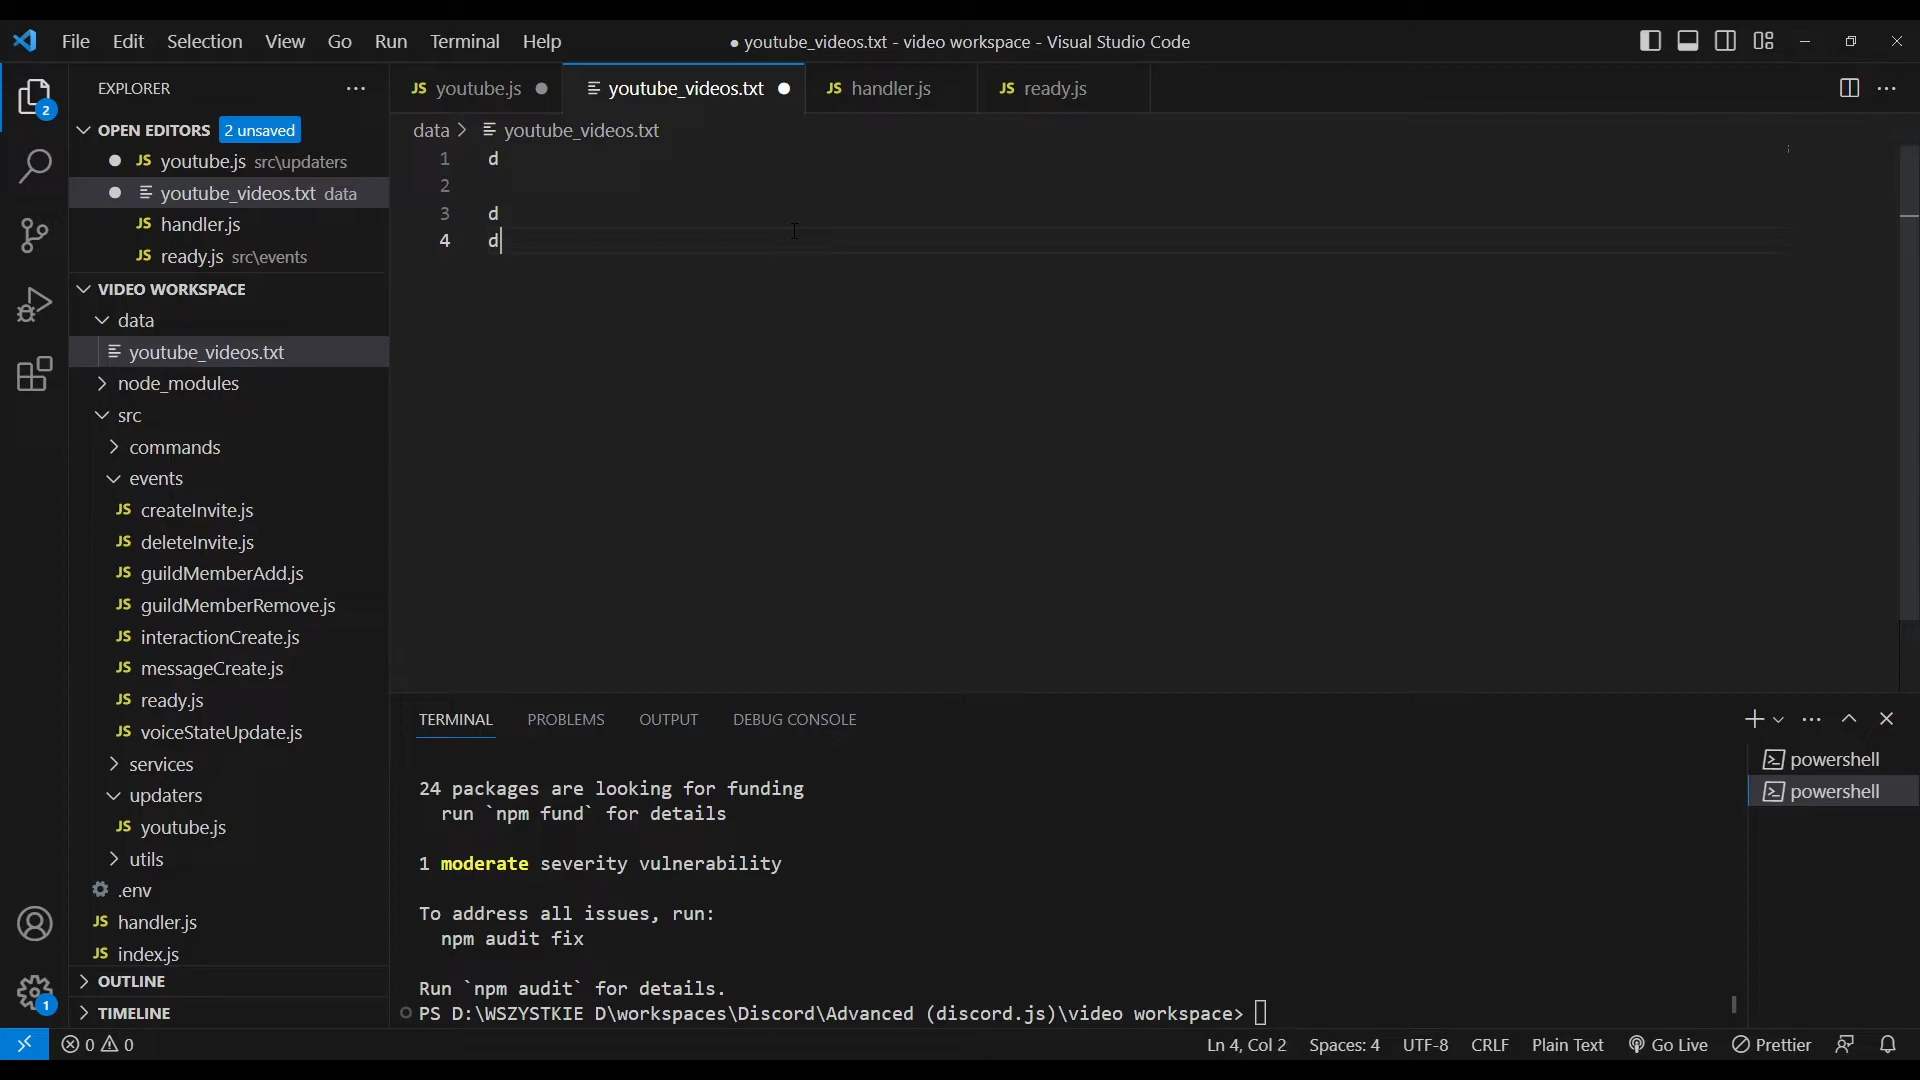 File Edit Selection View Go Run Terminal Help
● youtube_videos.txt - video workspace - Visual Studio Code
EXPLORER
OPEN EDITORS 2 unsaved
JS youtube.js src\updaters
youtube_videos.txt data
JS handler.js
JS ready.js src\events
VIDEO WORKSPACE
data
youtube_videos.txt
node_modules
src
commands
events
JS createInvite.js
JS deleteInvite.js
JS guildMemberAdd.js
JS guildMemberRemove.js
JS interactionCreate.js
JS messageCreate.js
JS ready.js
JS voiceStateUpdate.js
services
updaters
JS youtube.js
utils
.env
JS handler.js
JS index.js
OUTLINE
TIMELINE
2
1
JS youtube.js youtube_videos.txt JS handler.js JS ready.js
data > youtube_videos.txt
1 d
2
3 d
4 d
TERMINAL PROBLEMS OUTPUT DEBUG CONSOLE
24 packages are looking for funding
run `npm fund` for details
1 moderate severity vulnerability
To address all issues, run:
npm audit fix
Run `npm audit` for details.
PS D:\WSZYSTKIE D\workspaces\Discord\Advanced (discord.js)\video workspace>
powershell
powershell
0 0 Ln 4, Col 2 Spaces: 4 UTF-8 CRLF Plain Text Go Live Prettier